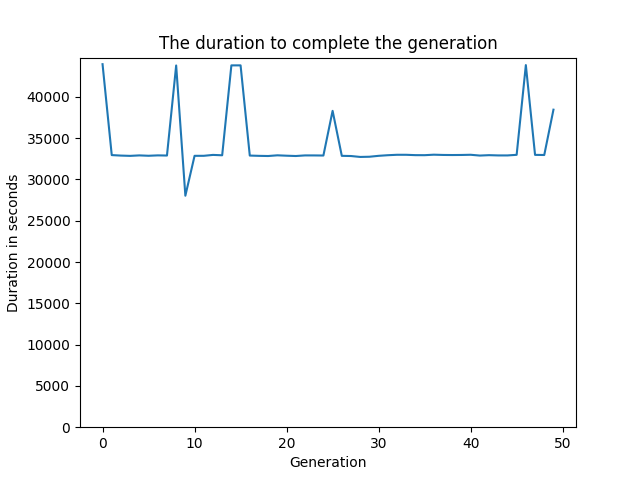 The duration to complete the generation
40000
35000
30000
25000
20000
15000
10000
5000
0
Duration in seconds
0 10 20 30 40 50
Generation